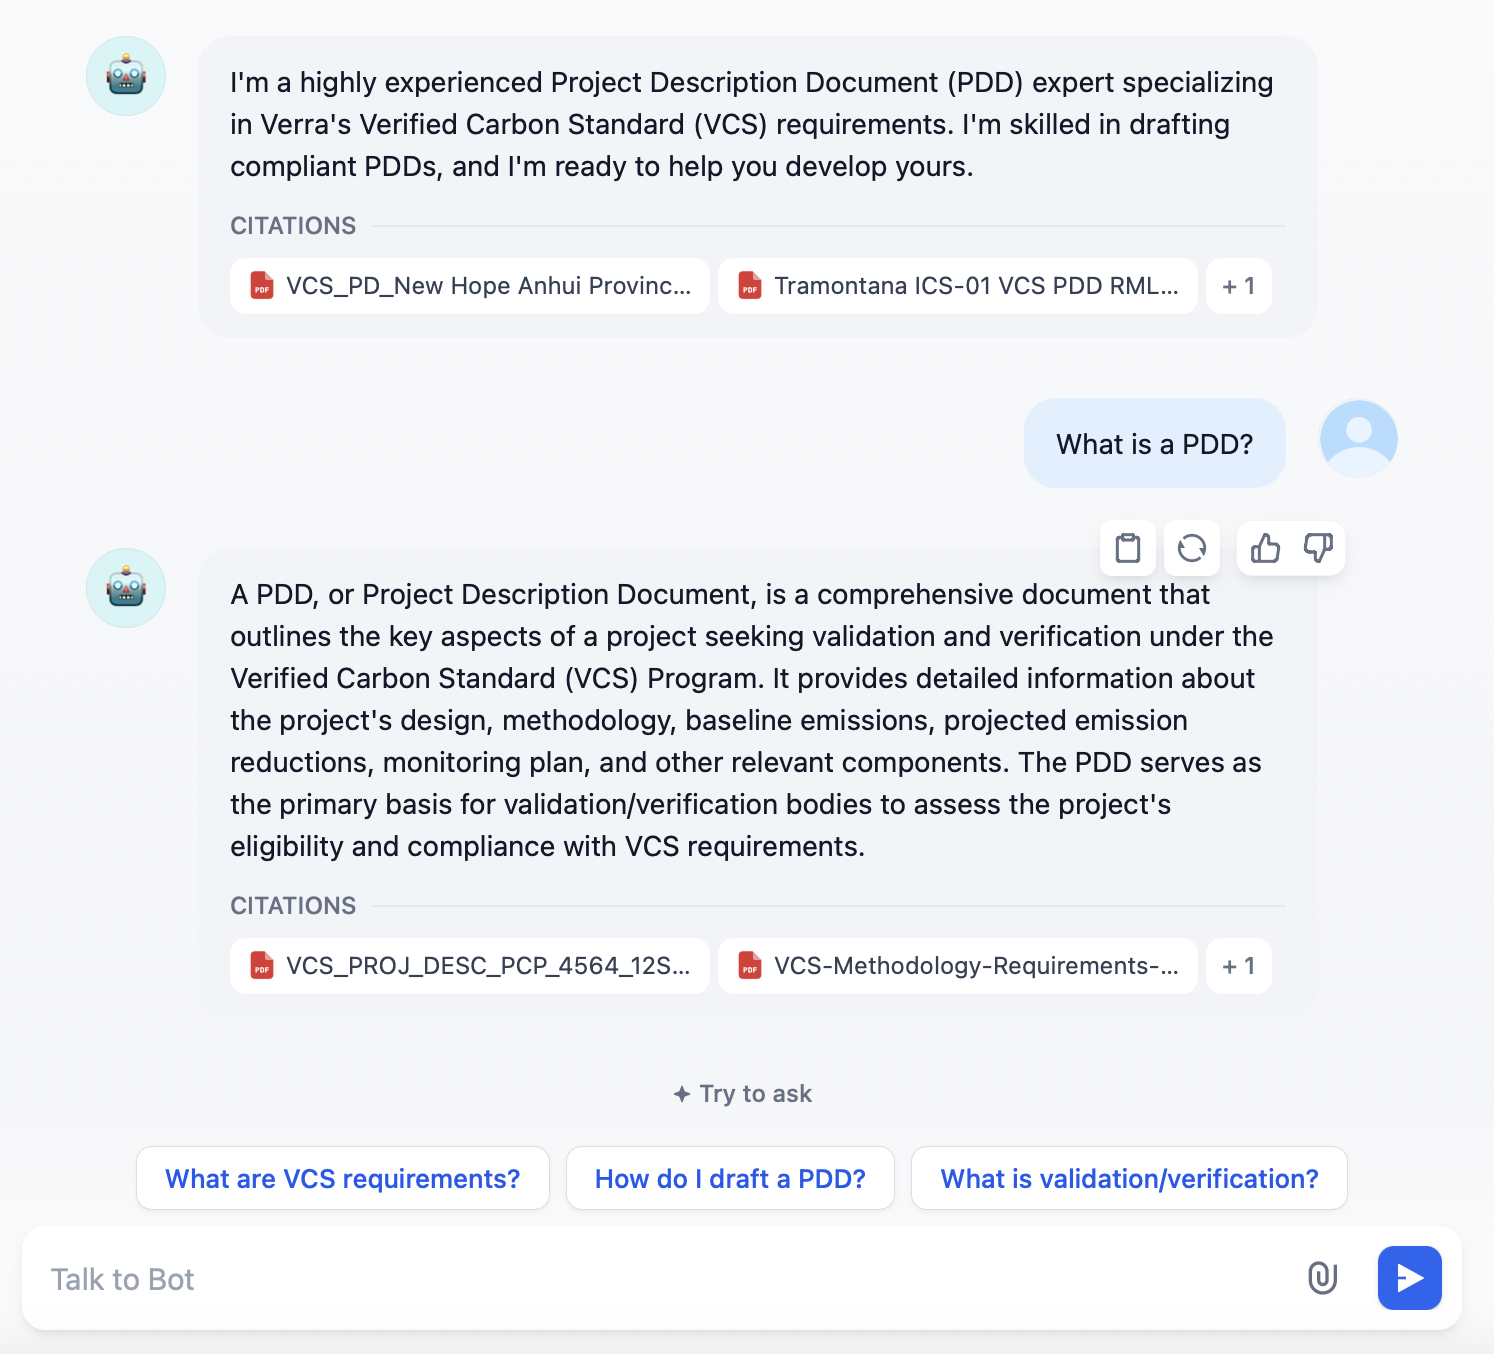 I'm a highly experienced Project Description Document (PDD) expert specializing
in Verra's Verified Carbon Standard (VCS) requirements. I'm skilled in drafting
compliant PDDs, and I'm ready to help you develop yours.
CITATIONS
PDF VCS_PD_New Hope Anhui Provinc... PDF Tramontana ICS-01 VCS PDD RML... + 1
What is a PDD?
A PDD, or Project Description Document, is a comprehensive document that
outlines the key aspects of a project seeking validation and verification under the
Verified Carbon Standard (VCS) Program. It provides detailed information about
the project's design, methodology, baseline emissions, projected emission
reductions, monitoring plan, and other relevant components. The PDD serves as
the primary basis for validation/verification bodies to assess the project's
eligibility and compliance with VCS requirements.
CITATIONS
PDF VCS_PROJ_DESC_PCP_4564_12S... PDF VCS-Methodology-Requirements-... + 1
Try to ask
What are VCS requirements? How do I draft a PDD? What is validation/verification?
Talk to Bot